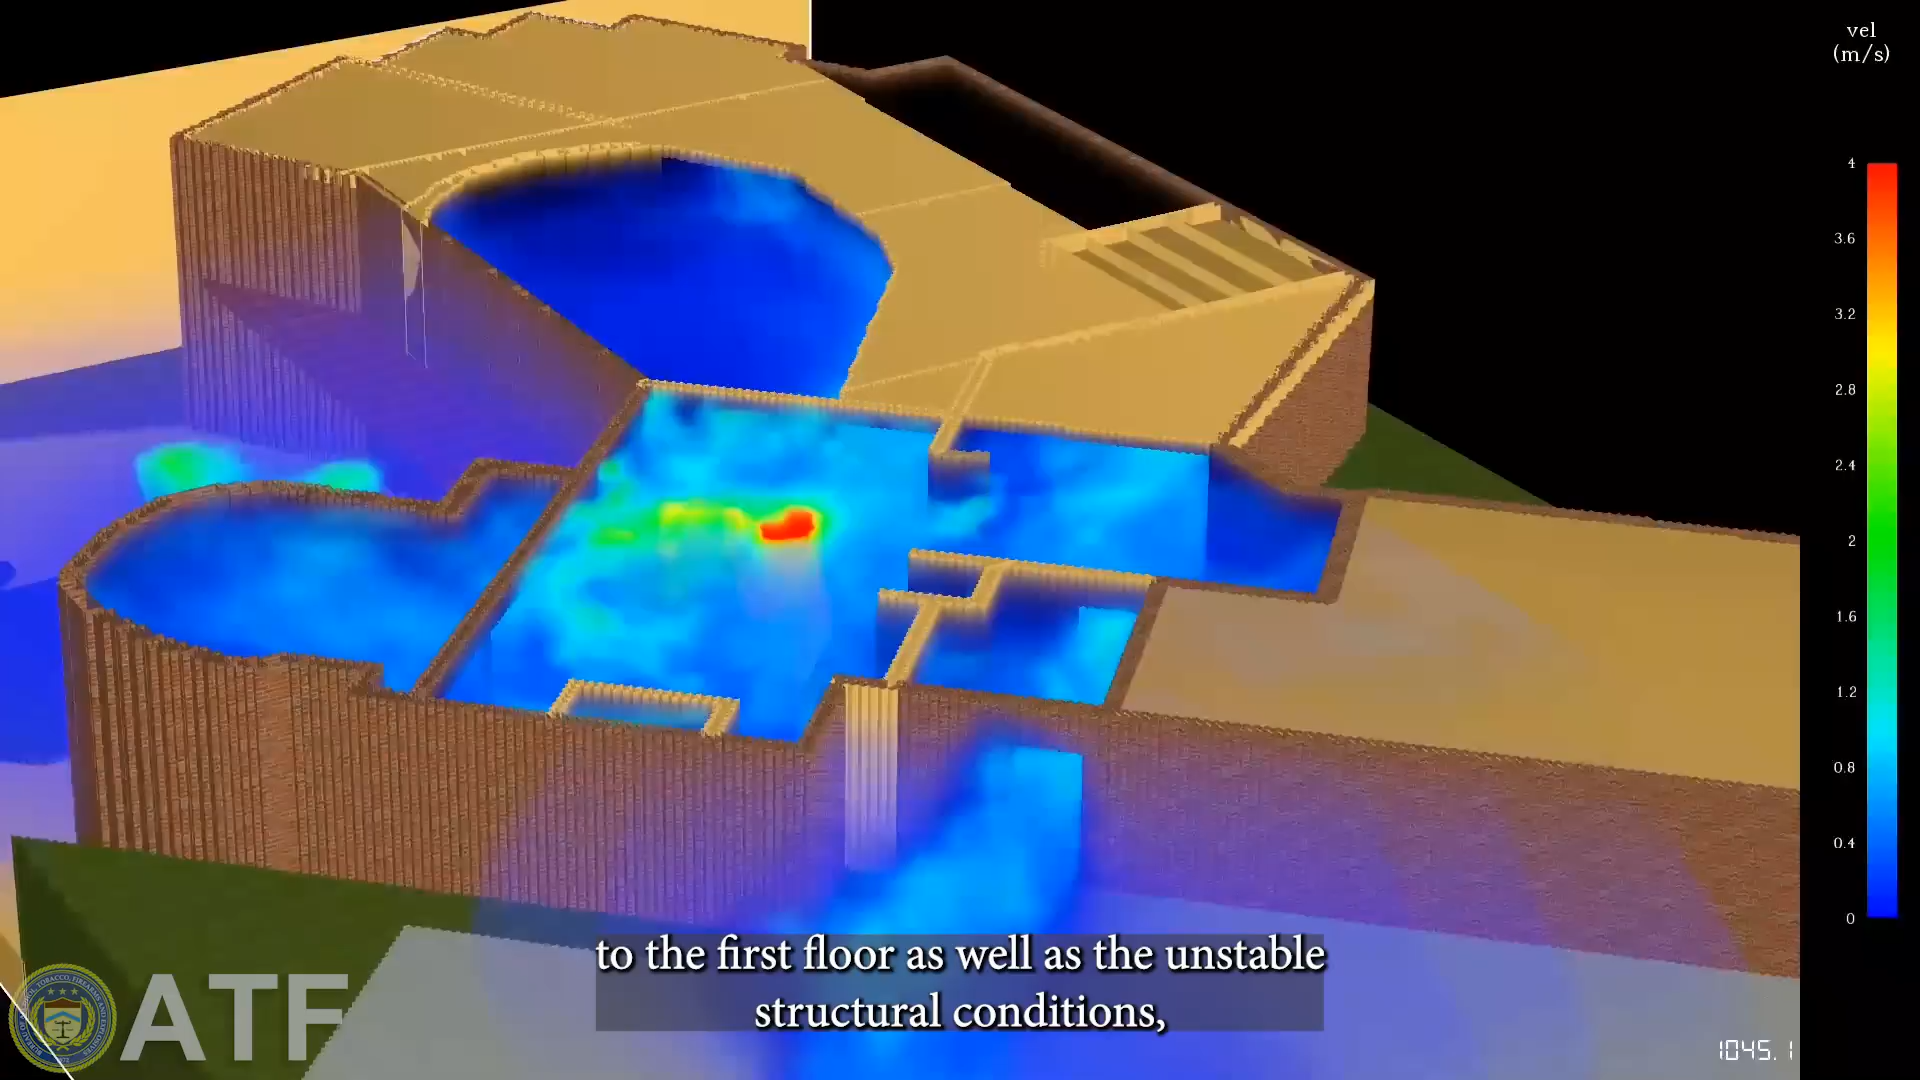 vel
(m/s)
4
3.6
3.2
2.8
2.4
2
1.6
1.2
0.8
0.4
0
to the first floor as well as the unstable
structural conditions,
ATF
1045.1